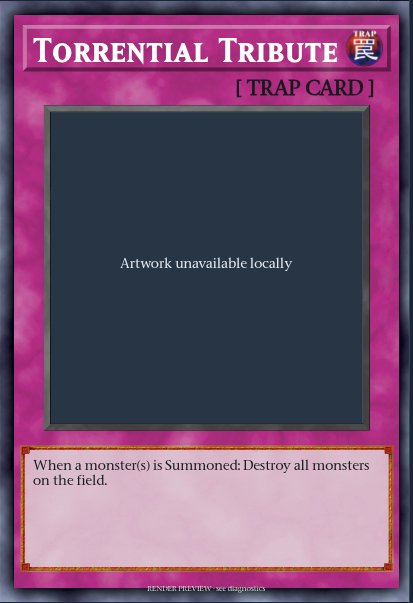 TORRENTIAL TRIBUTE
TRAP
罠
[ TRAP CARD ]
Artwork unavailable locally
When a monster(s) is Summoned: Destroy all monsters
on the field.
RENDER PREVIEW · see diagnostics